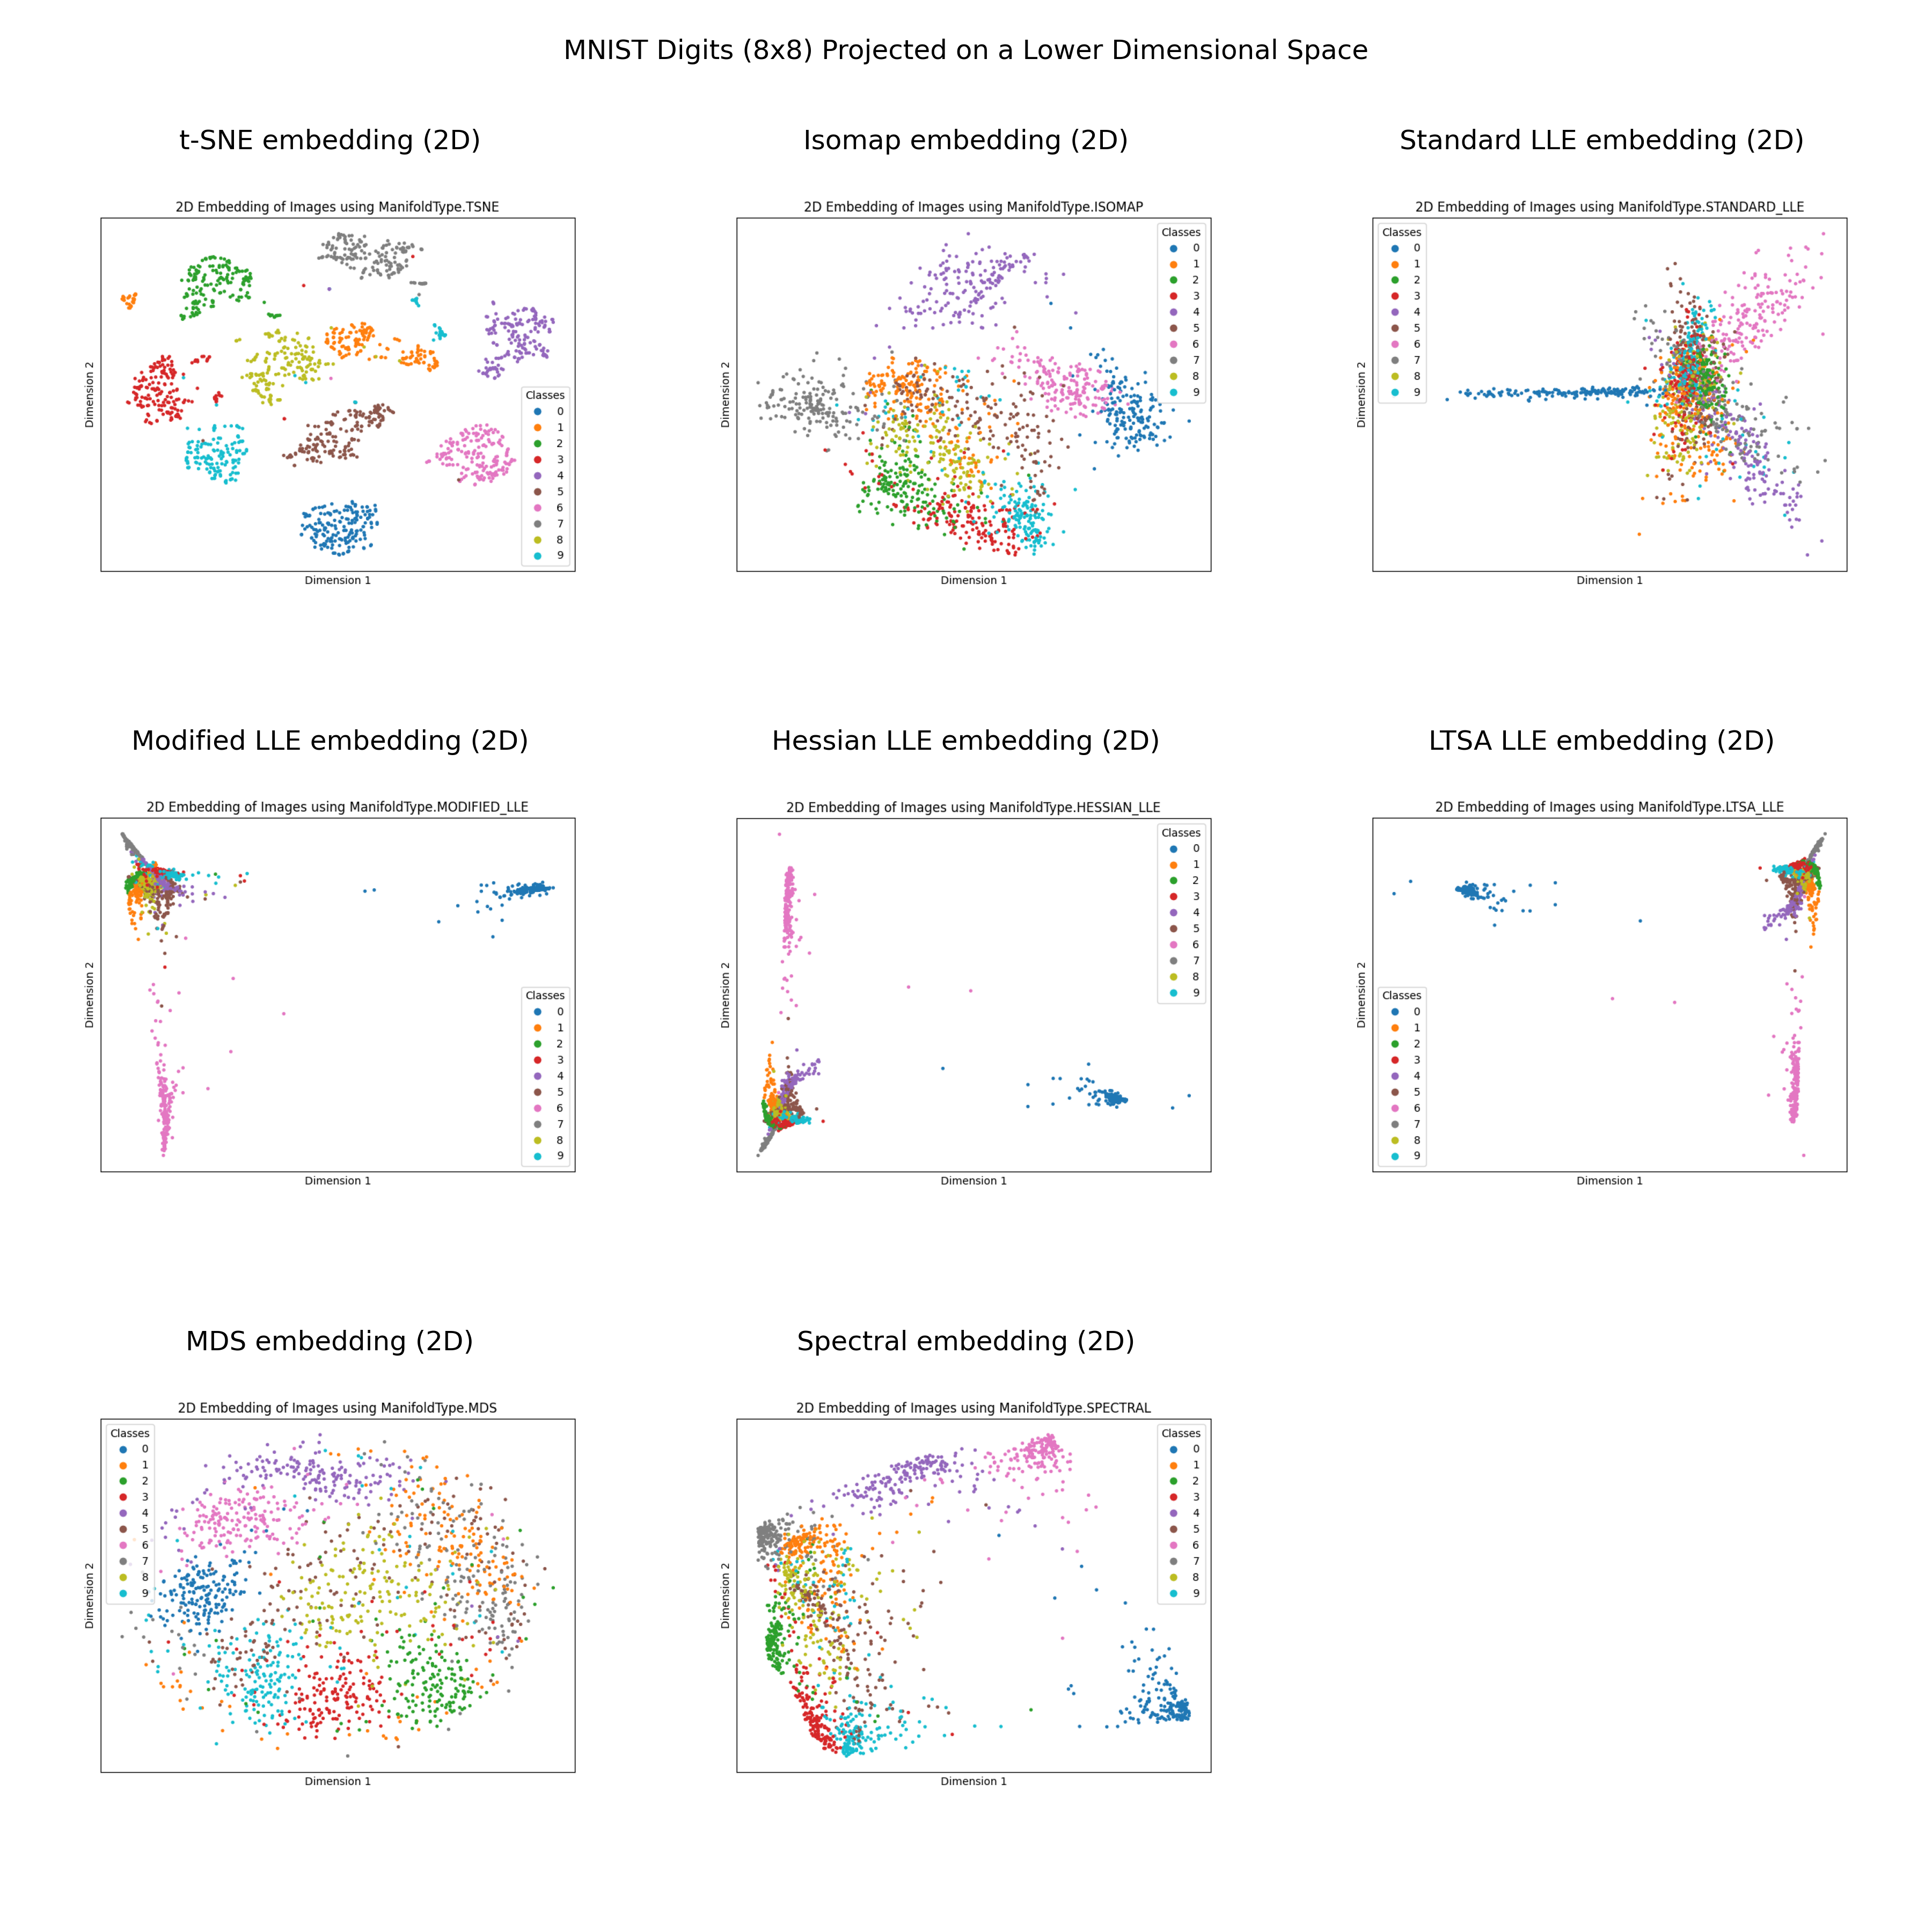 MNIST Digits (8x8) Projected on a Lower Dimensional Space
t-SNE embedding (2D)
2D Embedding of Images using ManifoldType.TSNE
Dimension 2
Classes
0
1
2
3
4
5
6
7
8
9
Dimension 1
Isomap embedding (2D)
2D Embedding of Images using ManifoldType.ISOMAP
Dimension 2
Classes
0
1
2
3
4
5
6
7
8
9
Dimension 1
Standard LLE embedding (2D)
2D Embedding of Images using ManifoldType.STANDARD_LLE
Dimension 2
Classes
0
1
2
3
4
5
6
7
8
9
Dimension 1
Modified LLE embedding (2D)
2D Embedding of Images using ManifoldType.MODIFIED_LLE
Dimension 2
Classes
0
1
2
3
4
5
6
7
8
9
Dimension 1
Hessian LLE embedding (2D)
2D Embedding of Images using ManifoldType.HESSIAN_LLE
Dimension 2
Classes
0
1
2
3
4
5
6
7
8
9
Dimension 1
LTSA LLE embedding (2D)
2D Embedding of Images using ManifoldType.LTSA_LLE
Dimension 2
Classes
0
1
2
3
4
5
6
7
8
9
Dimension 1
MDS embedding (2D)
2D Embedding of Images using ManifoldType.MDS
Dimension 2
Classes
0
1
2
3
4
5
6
7
8
9
Dimension 1
Spectral embedding (2D)
2D Embedding of Images using ManifoldType.SPECTRAL
Dimension 2
Classes
0
1
2
3
4
5
6
7
8
9
Dimension 1